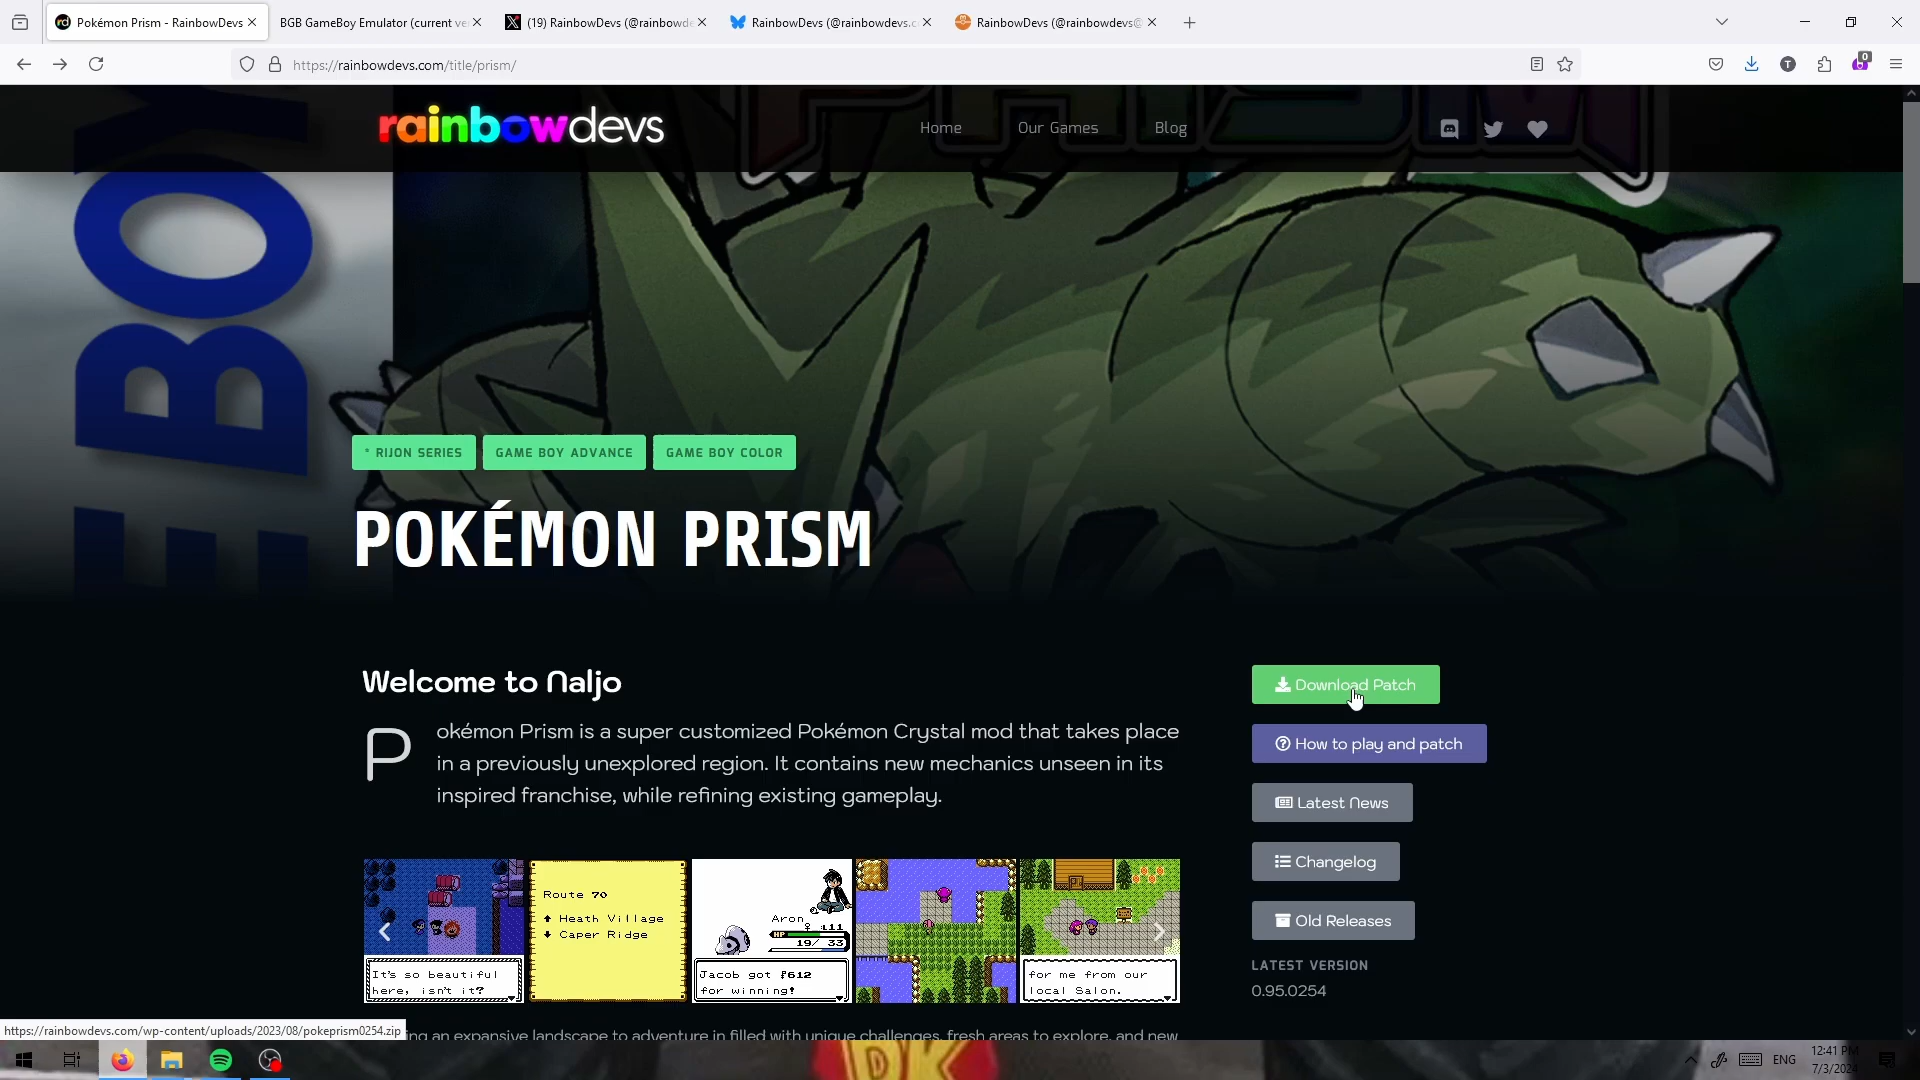 Pokémon Prism - RainbowDevs
BGB GameBoy Emulator (current ve
(19) RainbowDevs (@rainbowde
RainbowDevs (@rainbowdevs.c
RainbowDevs (@rainbowdevs@
https://rainbowdevs.com/title/prism/
T
0
rainbowdevs
Home
Our Games
Blog
E BOY
° RIJON SERIES
GAME BOY ADVANCE
GAME BOY COLOR
POKÉMON PRISM
Welcome to Naljo
Pokémon Prism is a super customized Pokémon Crystal mod that takes place
in a previously unexplored region. It contains new mechanics unseen in its
inspired franchise, while refining existing gameplay.
Download Patch
How to play and patch
Latest News
Changelog
Old Releases
LATEST VERSION
0.95.0254
It's so beautiful
here, isn't it?
Route 70
↑ Heath Village
↓ Caper Ridge
Aron
♀ :11
HP
19/ 33
Jacob got ₽612
for winning!
for me from our
local Salon.
https://rainbowdevs.com/wp-content/uploads/2023/08/pokeprism0254.zip
ing an expansive landscape to adventure in filled with unique challenges, fresh areas to explore, and new
ENG
12:41 PM
7/3/2024